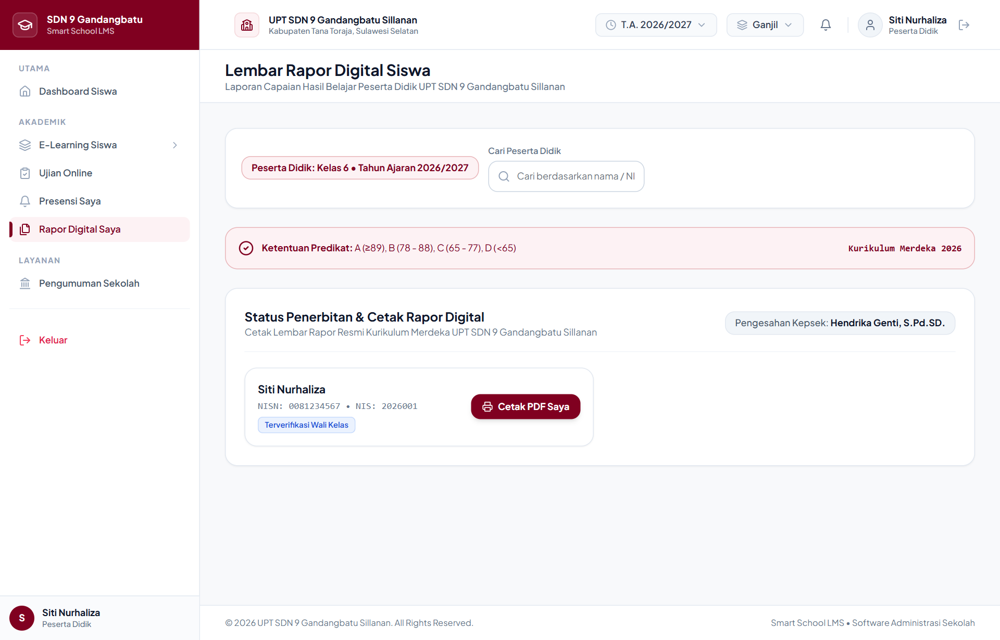 SDN 9 Gandangbatu
Smart School LMS
UTAMA
Dashboard Siswa
AKADEMIK
E-Learning Siswa
Ujian Online
Presensi Saya
Rapor Digital Saya
LAYANAN
Pengumuman Sekolah
Keluar
S
Siti Nurhaliza
Peserta Didik
UPT SDN 9 Gandangbatu Sillanan
Kabupaten Tana Toraja, Sulawesi Selatan
T.A. 2026/2027
Ganjil
Siti Nurhaliza
Peserta Didik
Lembar Rapor Digital Siswa
Laporan Capaian Hasil Belajar Peserta Didik UPT SDN 9 Gandangbatu Sillanan
Peserta Didik: Kelas 6 • Tahun Ajaran 2026/2027
Cari Peserta Didik
Cari berdasarkan nama / NI
Ketentuan Predikat: A (≥89), B (78 - 88), C (65 - 77), D (<65)
Kurikulum Merdeka 2026
Status Penerbitan & Cetak Rapor Digital
Cetak Lembar Rapor Resmi Kurikulum Merdeka UPT SDN 9 Gandangbatu Sillanan
Pengesahan Kepsek: Hendrika Genti, S.Pd.SD.
Siti Nurhaliza
NISN: 0081234567 • NIS: 2026001
Terverifikasi Wali Kelas
Cetak PDF Saya
© 2026 UPT SDN 9 Gandangbatu Sillanan. All Rights Reserved.
Smart School LMS • Software Administrasi Sekolah